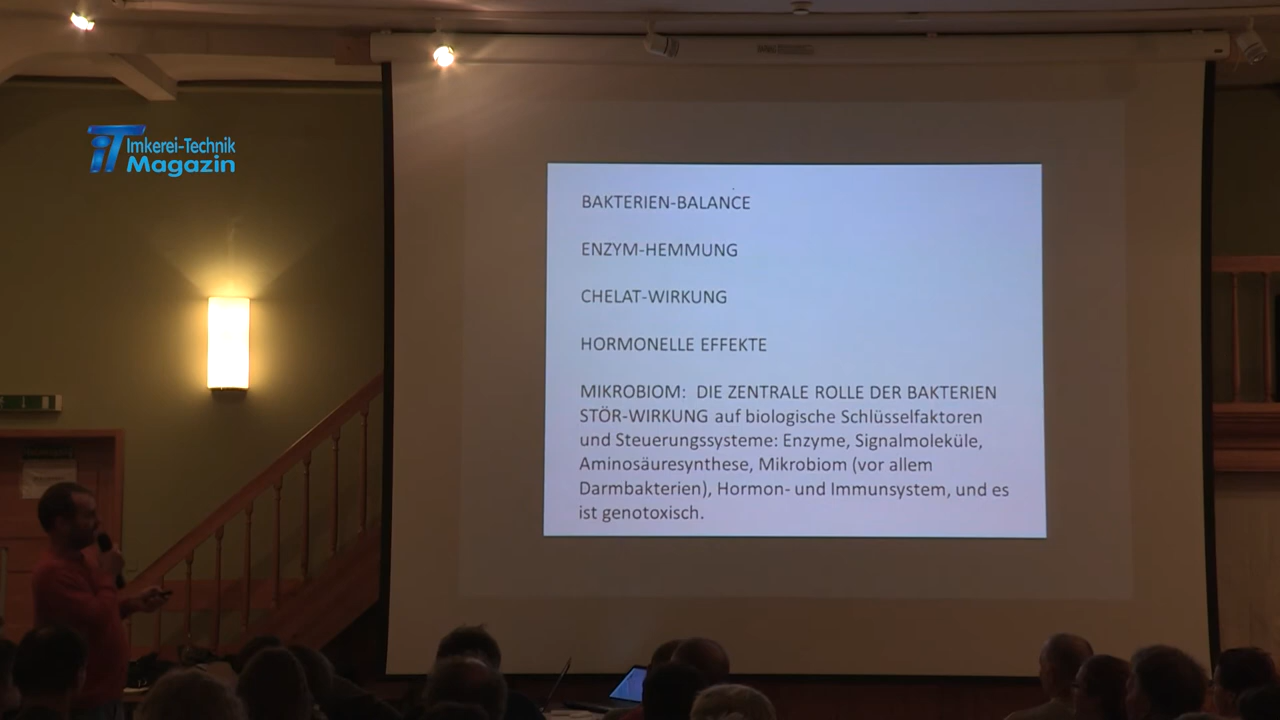 iT Imkerei-Technik
Magazin
BAKTERIEN-BALANCE
ENZYM-HEMMUNG
CHELAT-WIRKUNG
HORMONELLE EFFEKTE
MIKROBIOM: DIE ZENTRALE ROLLE DER BAKTERIEN
STÖR-WIRKUNG auf biologische Schlüsselfaktoren
und Steuerungssysteme: Enzyme, Signalmoleküle,
Aminosäuresynthese, Mikrobiom (vor allem
Darmbakterien), Hormon- und Immunsystem, und es
ist genotoxisch.